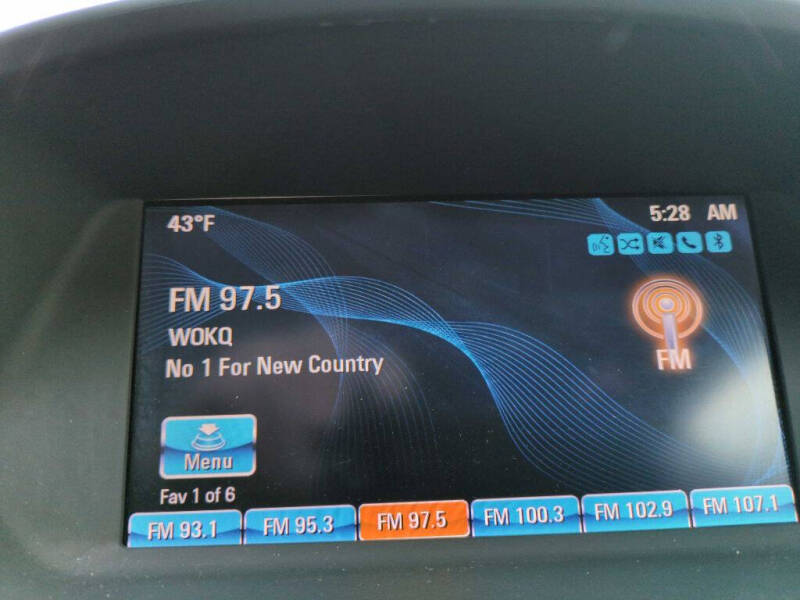 43°F
5:28 AM
FM 97.5
WOKQ
No 1 For New Country
FM
Menu
Fav 1 of 6
FM 93.1 FM 95.3 FM 97.5 FM 100.3 FM 102.9 FM 107.1